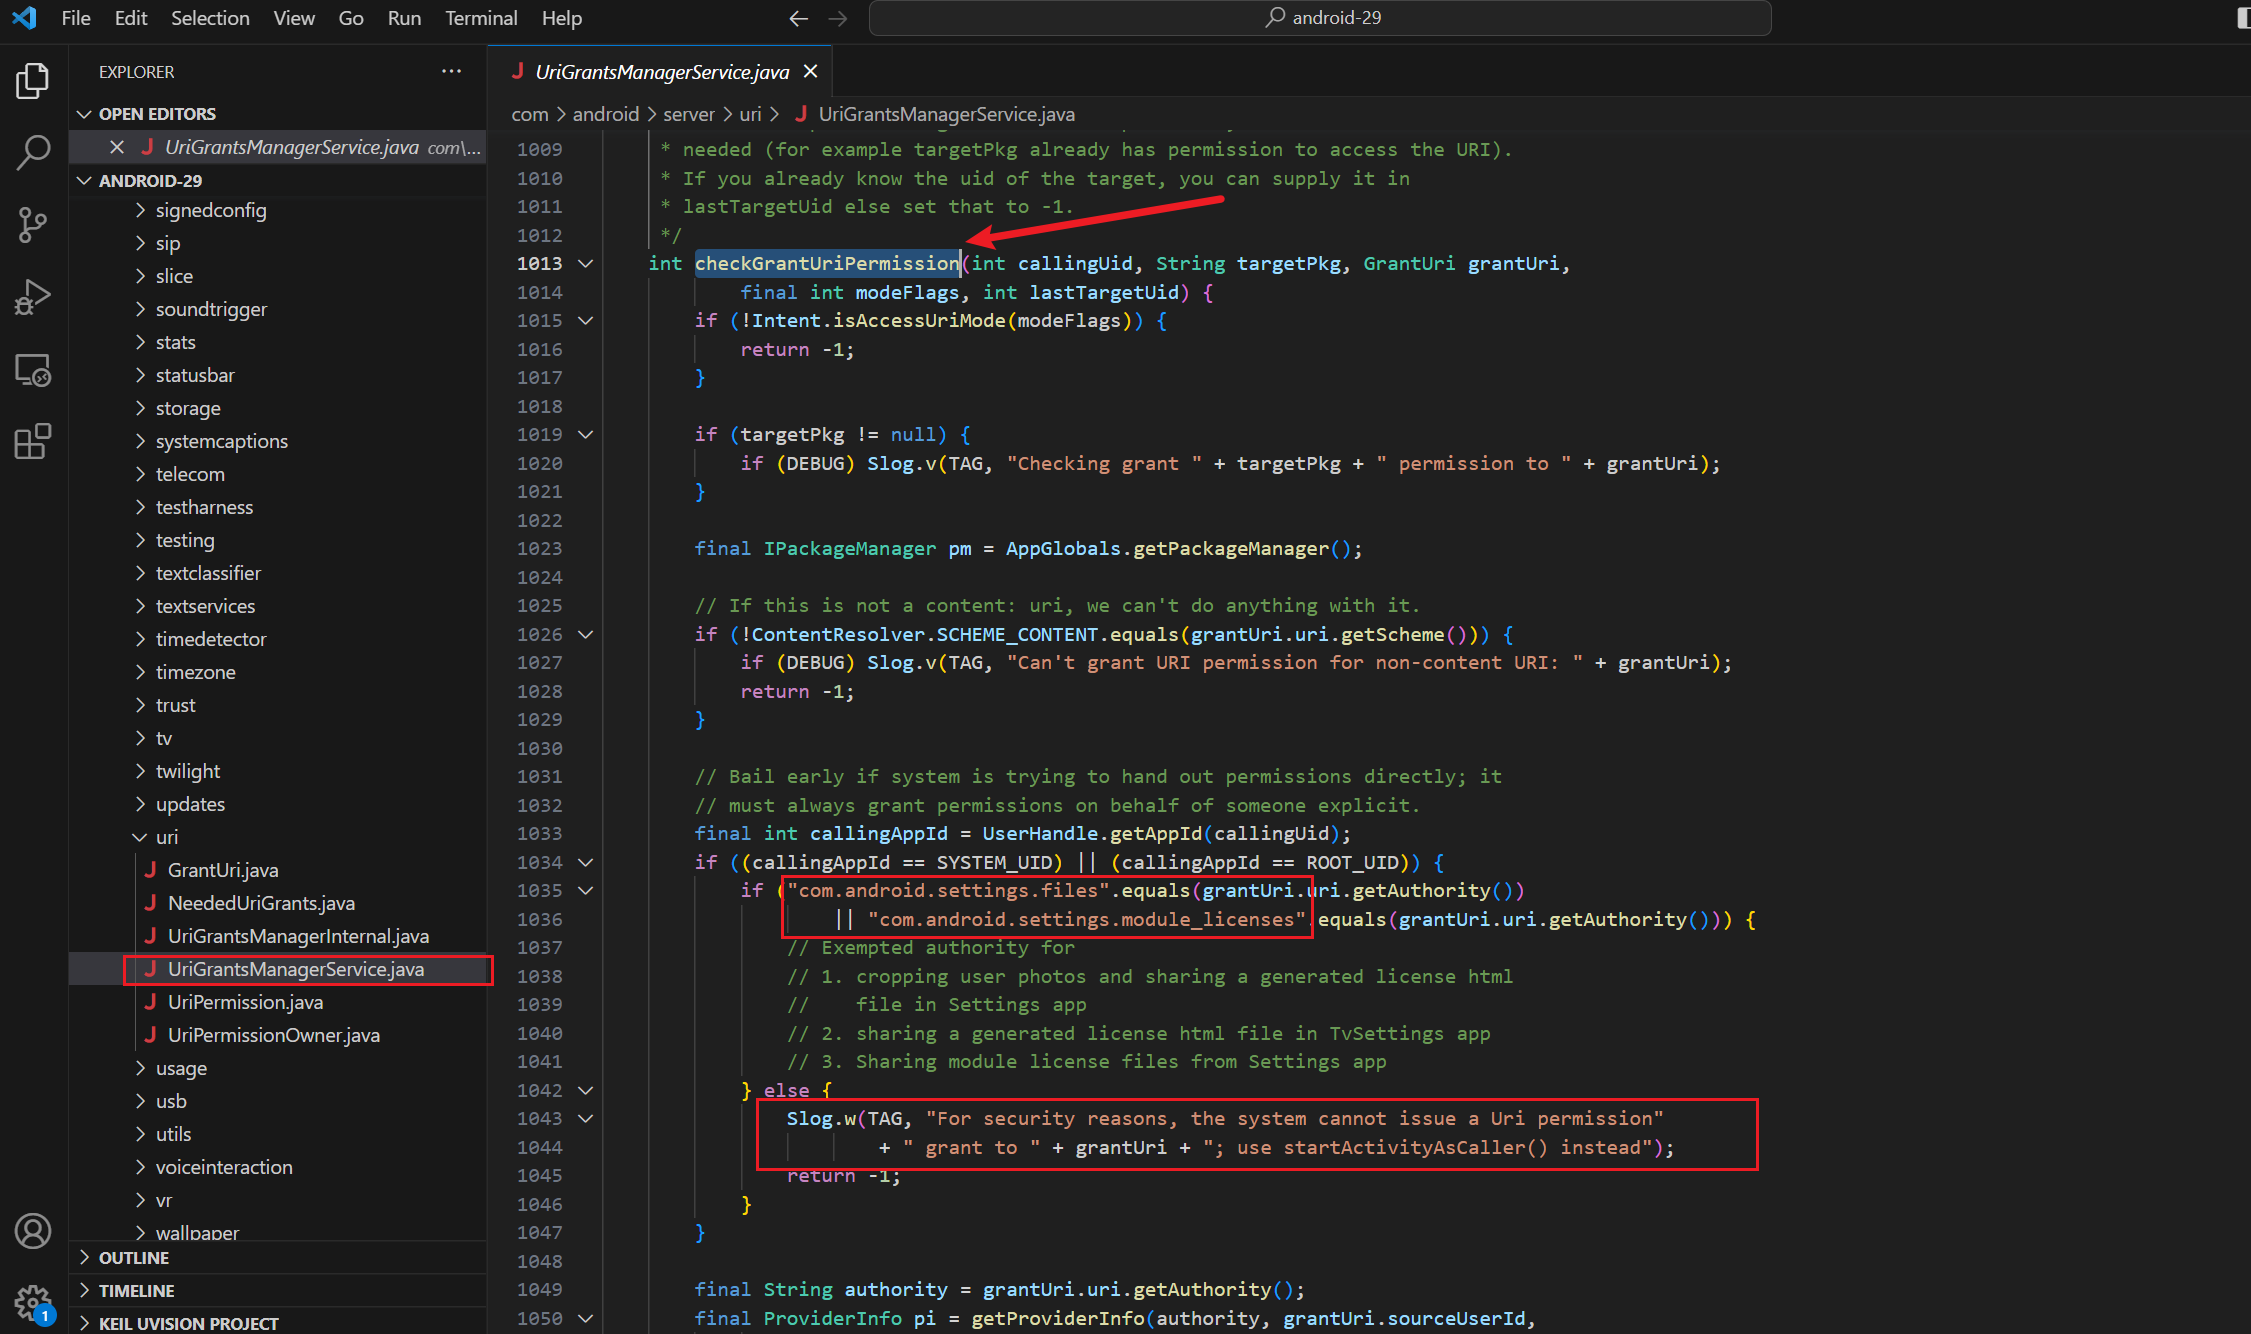 File Edit Selection View Go Run Terminal Help
android-29
EXPLORER
OPEN EDITORS
UriGrantsManagerService.java com\...
ANDROID-29
signedconfig
sip
slice
soundtrigger
stats
statusbar
storage
systemcaptions
telecom
testharness
testing
textclassifier
textservices
timedetector
timezone
trust
tv
twilight
updates
uri
GrantUri.java
NeededUriGrants.java
UriGrantsManagerInternal.java
UriGrantsManagerService.java
UriPermission.java
UriPermissionOwner.java
usage
usb
utils
voiceinteraction
vr
wallpaper
OUTLINE
TIMELINE
KEIL UVISION PROJECT
1
UriGrantsManagerService.java
com > android > server > uri > UriGrantsManagerService.java
1009 * needed (for example targetPkg already has permission to access the URI).
1010 * If you already know the uid of the target, you can supply it in
1011 * lastTargetUid else set that to -1.
1012 */
1013 int checkGrantUriPermission(int callingUid, String targetPkg, GrantUri grantUri,
1014 final int modeFlags, int lastTargetUid) {
1015 if (!Intent.isAccessUriMode(modeFlags)) {
1016 return -1;
1017 }
1018
1019 if (targetPkg != null) {
1020 if (DEBUG) Slog.v(TAG, "Checking grant " + targetPkg + " permission to " + grantUri);
1021 }
1022
1023 final IPackageManager pm = AppGlobals.getPackageManager();
1024
1025 // If this is not a content: uri, we can't do anything with it.
1026 if (!ContentResolver.SCHEME_CONTENT.equals(grantUri.uri.getScheme())) {
1027 if (DEBUG) Slog.v(TAG, "Can't grant URI permission for non-content URI: " + grantUri);
1028 return -1;
1029 }
1030
1031 // Bail early if system is trying to hand out permissions directly; it
1032 // must always grant permissions on behalf of someone explicit.
1033 final int callingAppId = UserHandle.getAppId(callingUid);
1034 if ((callingAppId == SYSTEM_UID) || (callingAppId == ROOT_UID)) {
1035 if ("com.android.settings.files".equals(grantUri.uri.getAuthority())
1036 || "com.android.settings.module_licenses".equals(grantUri.uri.getAuthority())) {
1037 // Exempted authority for
1038 // 1. cropping user photos and sharing a generated license html
1039 // file in Settings app
1040 // 2. sharing a generated license html file in TvSettings app
1041 // 3. Sharing module license files from Settings app
1042 } else {
1043 Slog.w(TAG, "For security reasons, the system cannot issue a Uri permission"
1044 + " grant to " + grantUri + "; use startActivityAsCaller() instead");
1045 return -1;
1046 }
1047 }
1048
1049 final String authority = grantUri.uri.getAuthority();
1050 final ProviderInfo pi = getProviderInfo(authority, grantUri.sourceUserId,